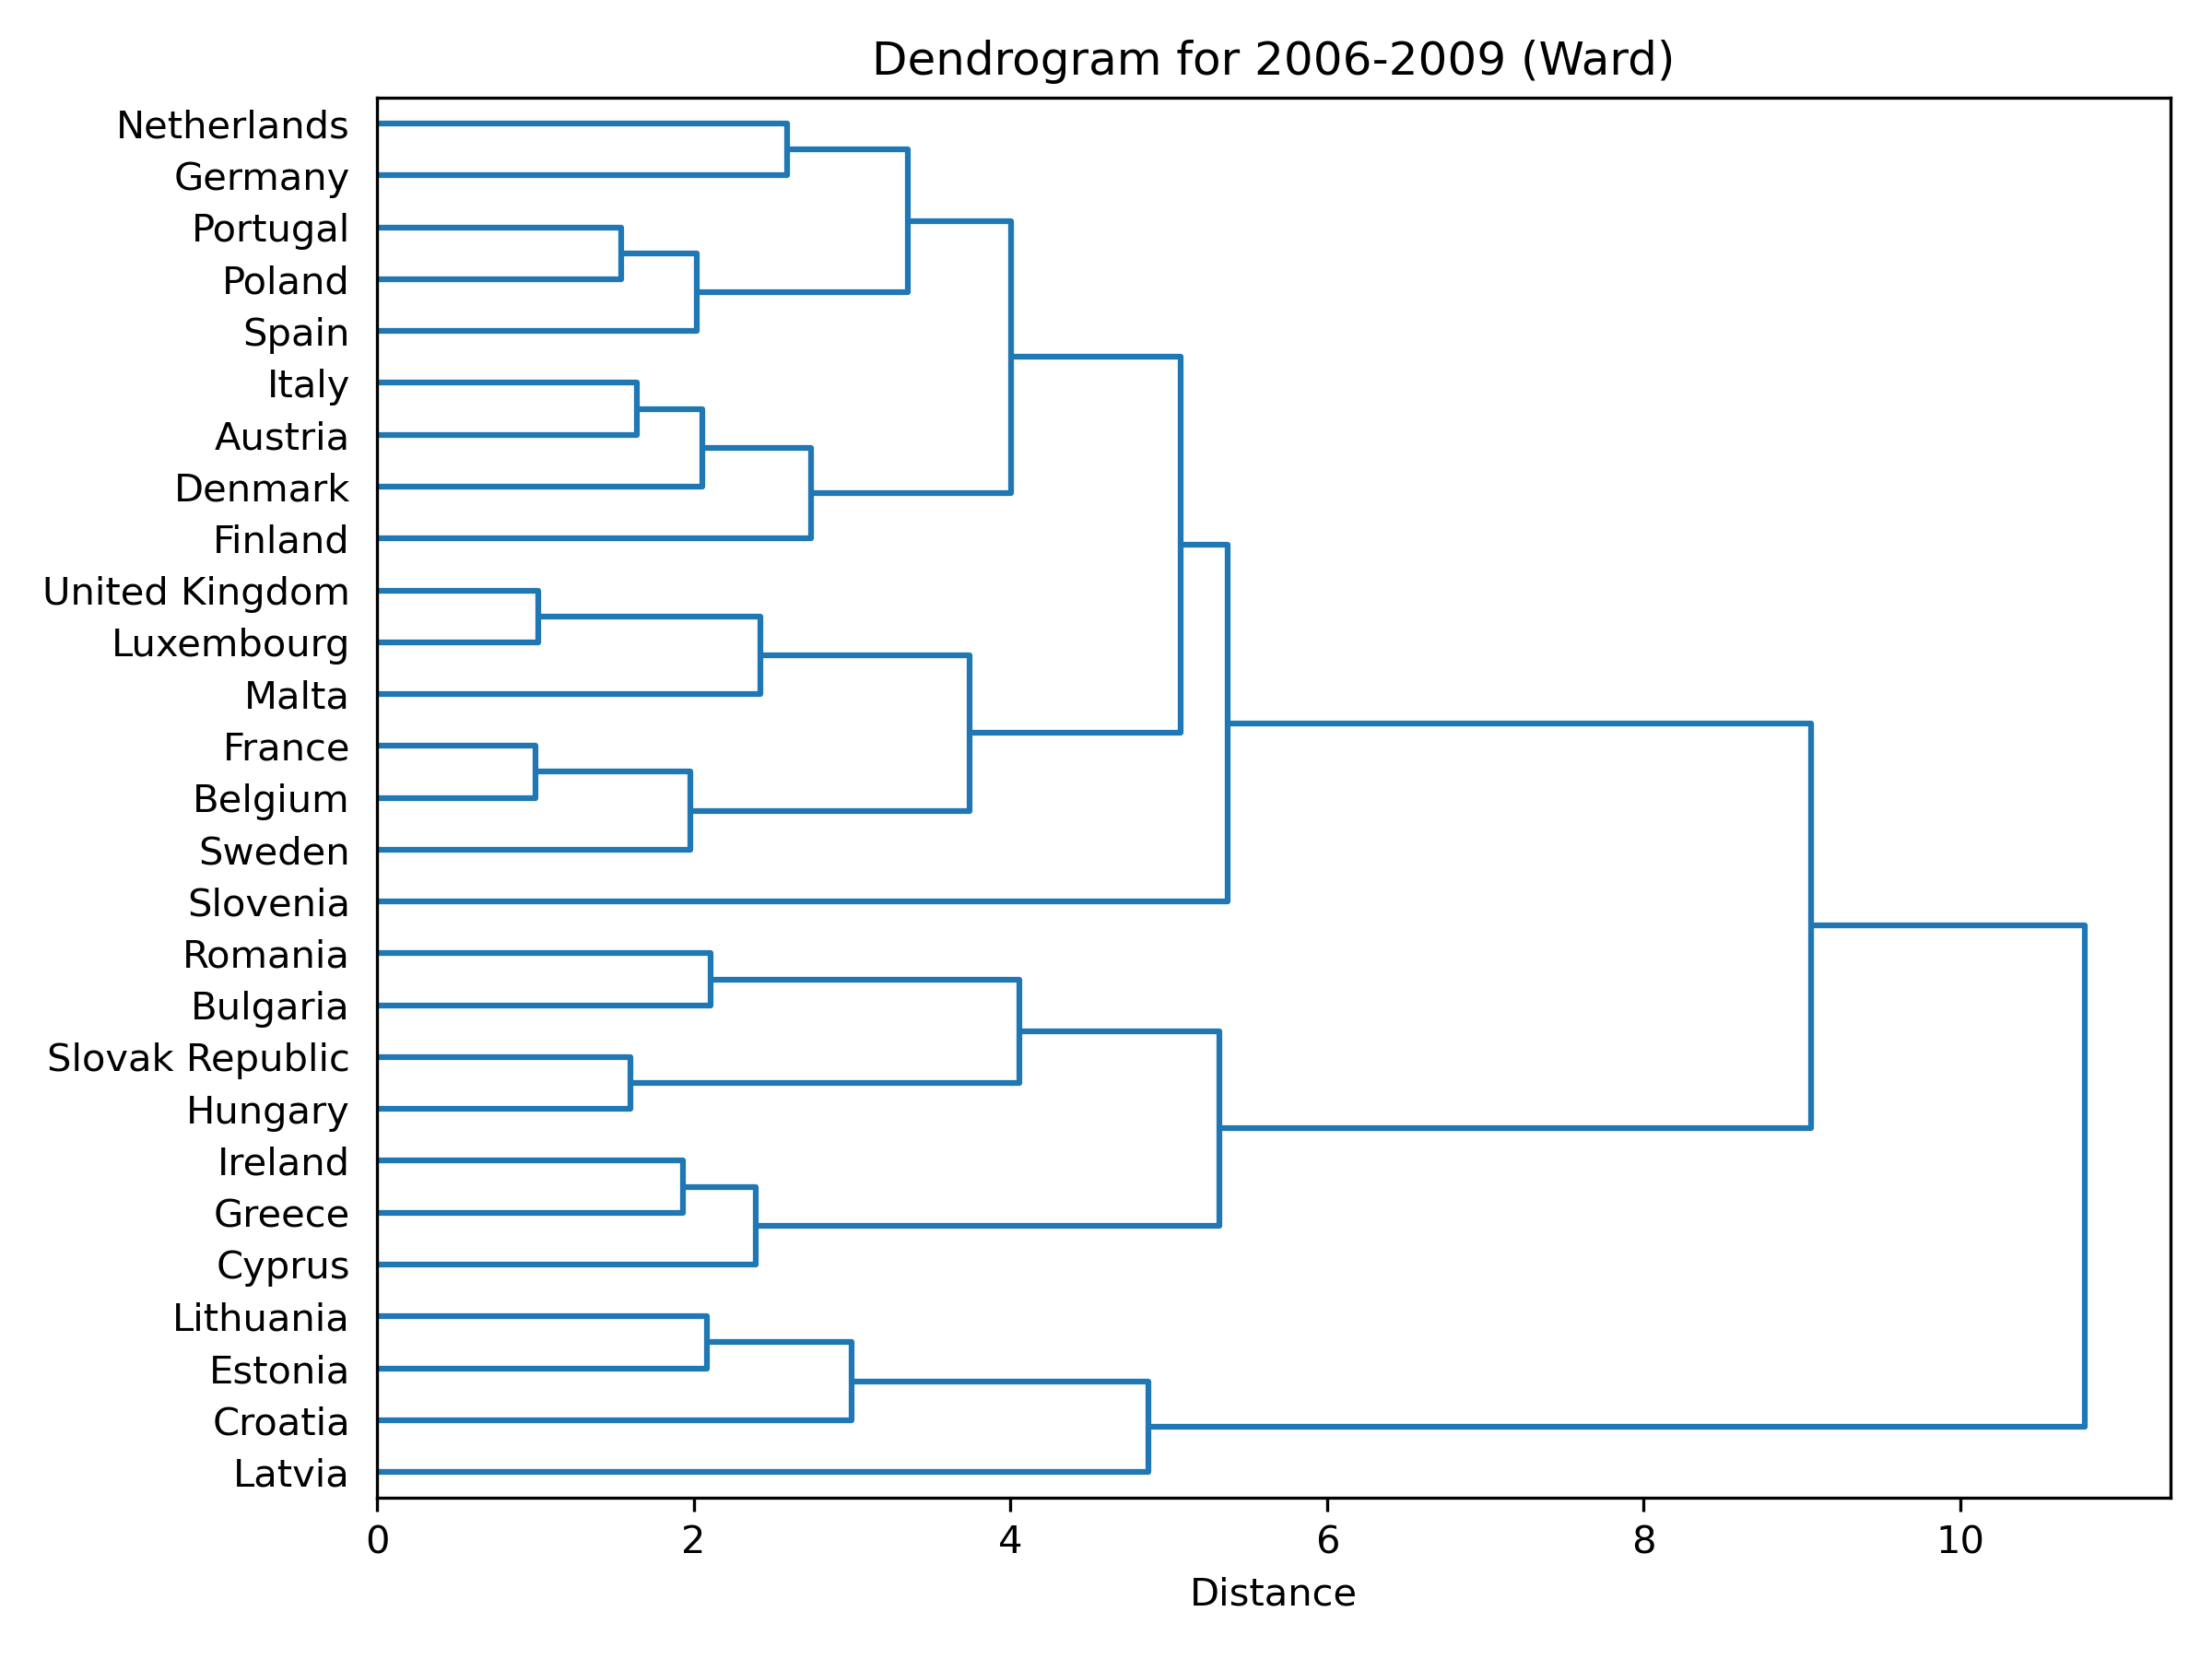 Dendrogram for 2006-2009 (Ward)
Netherlands
Germany
Portugal
Poland
Spain
Italy
Austria
Denmark
Finland
United Kingdom
Luxembourg
Malta
France
Belgium
Sweden
Slovenia
Romania
Bulgaria
Slovak Republic
Hungary
Ireland
Greece
Cyprus
Lithuania
Estonia
Croatia
Latvia
0 2 4 6 8 10
Distance